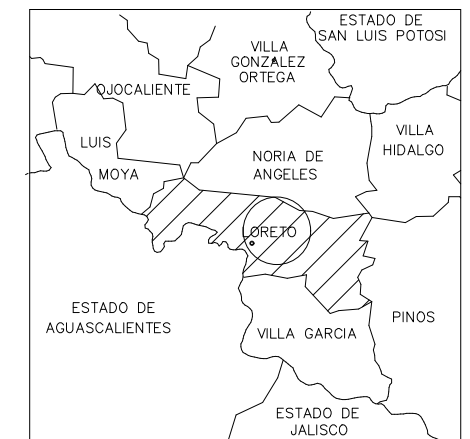 ESTADO DE
SAN LUIS POTOSI
VILLA
GONZALEZ
ORTEGA
OJOCALIENTE
LUIS
MOYA
VILLA
HIDALGO
NORIA DE
ANGELES
LORETO
ESTADO DE
AGUASCALIENTES
VILLA GARCIA
PINOS
ESTADO DE
JALISCO